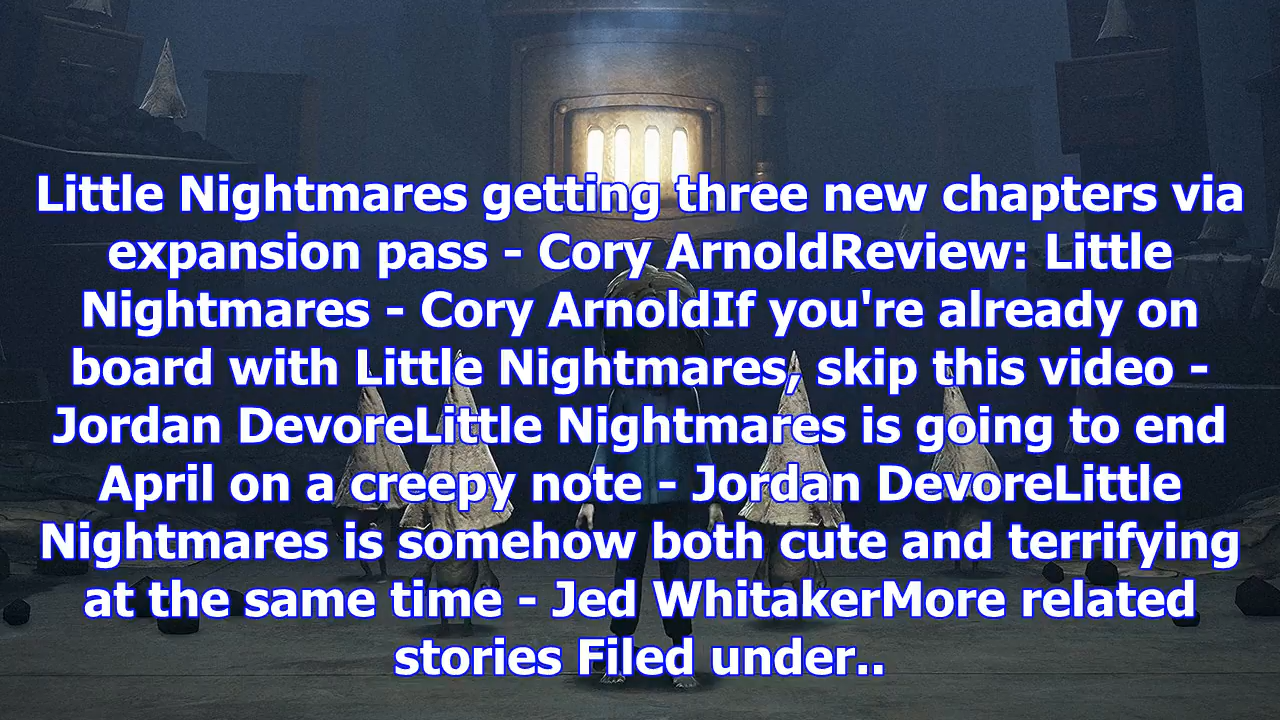 Little Nightmares getting three new chapters via
expansion pass - Cory ArnoldReview: Little
Nightmares - Cory ArnoldIf you're already on
board with Little Nightmares, skip this video -
Jordan DevoreLittle Nightmares is going to end
April on a creepy note - Jordan DevoreLittle
Nightmares is somehow both cute and terrifying
at the same time - Jed WhitakerMore related
stories Filed under..